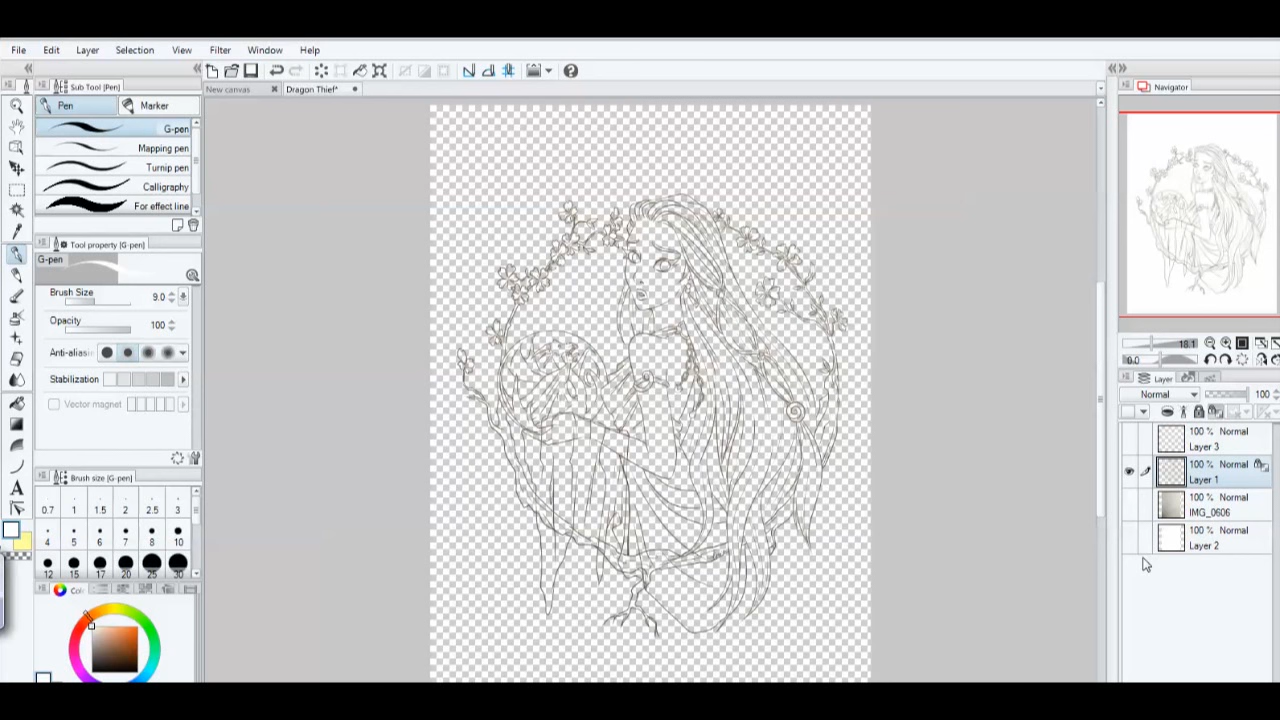 File Edit Layer Selection View Filter Window Help
Sub Tool [Pen]
Navigator
New canvas Dragon Thief*
Pen Marker
G-pen
Mapping pen
Turnip pen
Calligraphy
For effect line
Tool property [G-pen]
G-pen
Brush Size 9.0
Opacity 100
Anti-aliasi
Stabilization
Vector magnet
Brush size [G-pen]
0.7 1 1.5 2 2.5 3
4 5 6 7 8 10
12 15 17 20 25 30
Col
A
18.1
0.0
Layer
Normal 100
100 % Normal
Layer 3
100 % Normal
Layer 1
100 % Normal
IMG_0606
100 % Normal
Layer 2